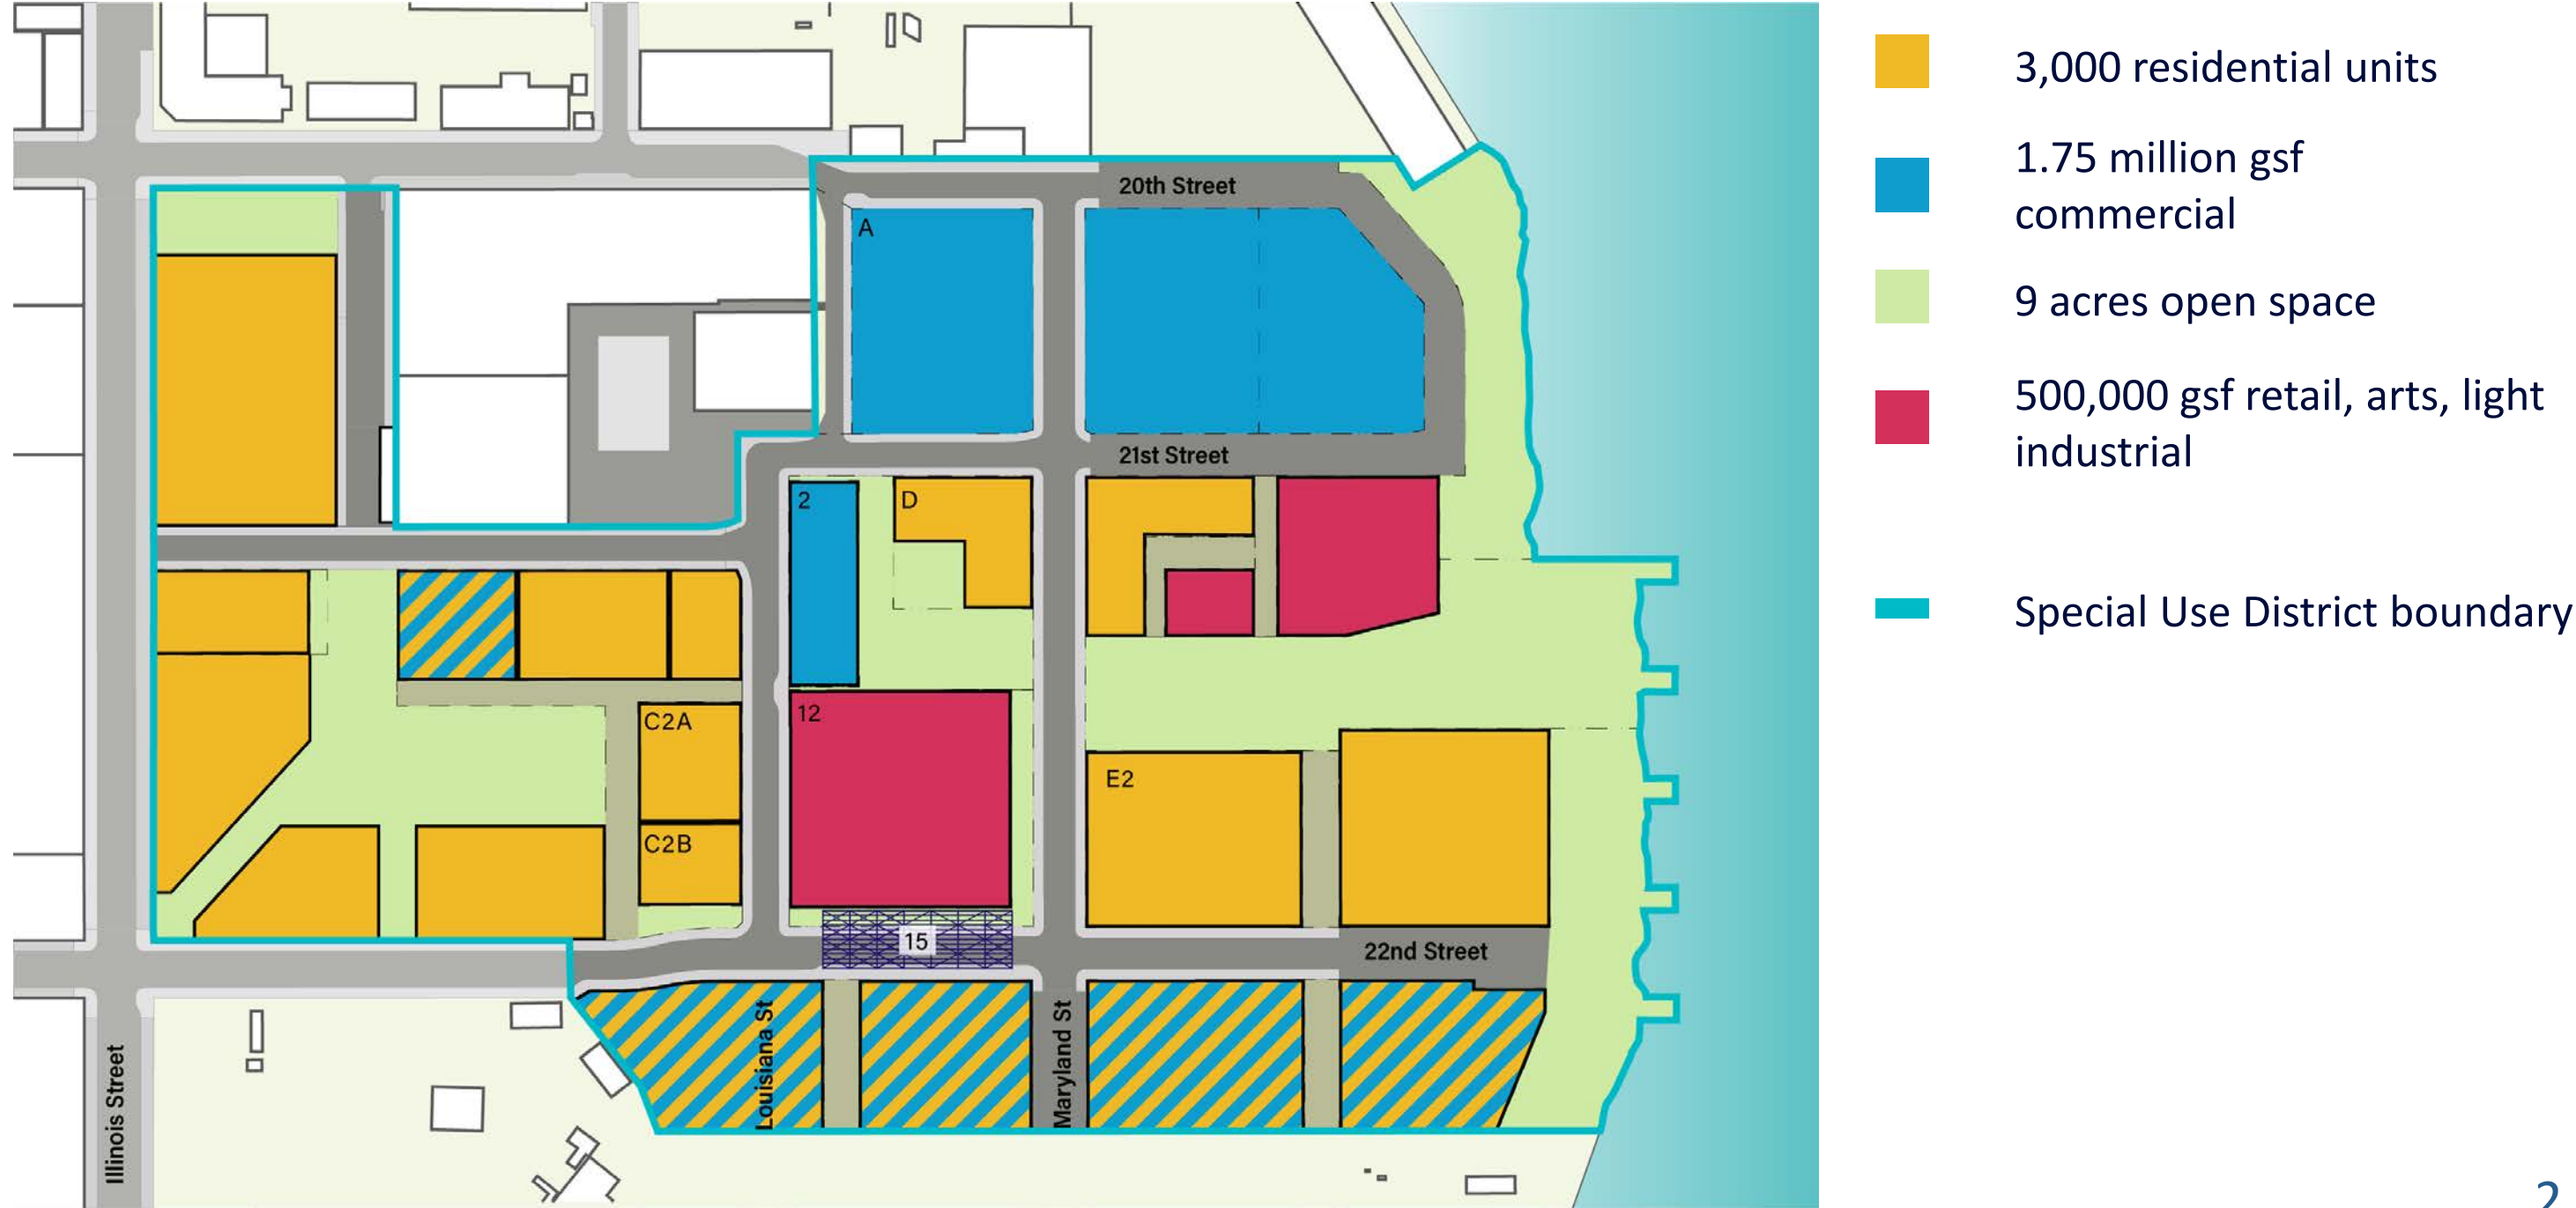 20th Street
A
21st Street
2
D
12
C2A
C2B
E2
15
22nd Street
Louisiana St
Maryland St
Illinois Street
3,000 residential units
1.75 million gsf
commercial
9 acres open space
500,000 gsf retail, arts, light
industrial
Special Use District boundary
2